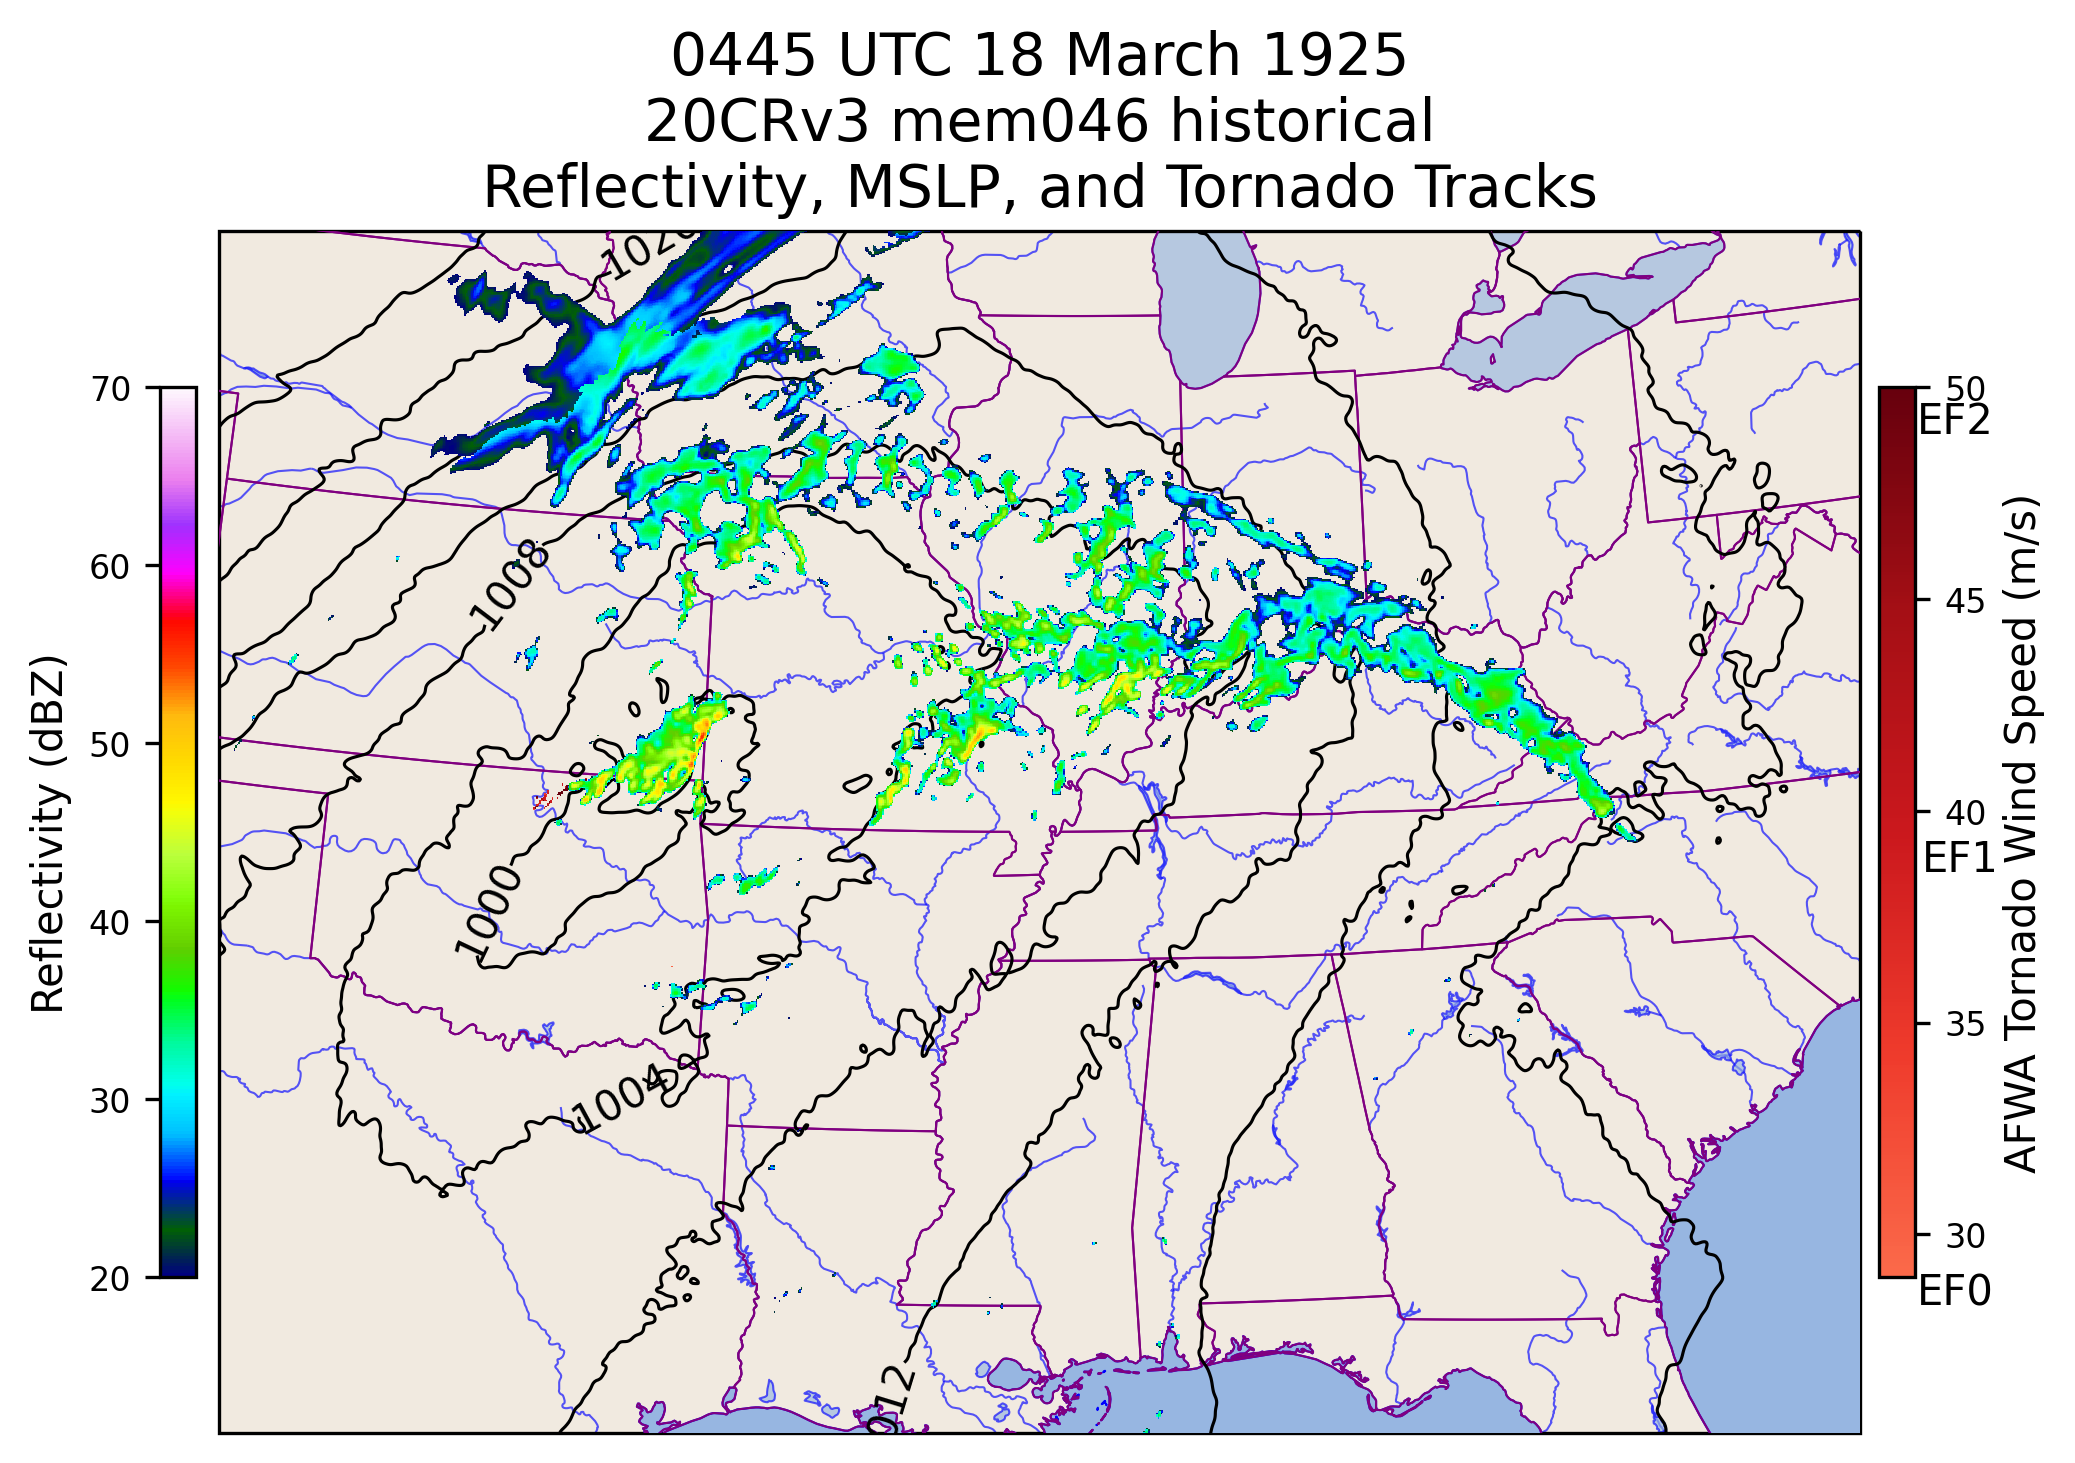 0445 UTC 18 March 1925
20CRv3 mem046 historical
Reflectivity, MSLP, and Tornado Tracks
1020
1008
1000
1004
012
Reflectivity (dBZ)
70
60
50
40
30
20
50
EF2
45
40
EF1
35
30
EF0
AFWA Tornado Wind Speed (m/s)